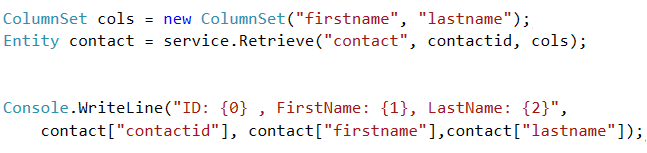 ColumnSet cols = new ColumnSet("firstname", "lastname");
Entity contact = service.Retrieve("contact", contactid, cols);
Console.WriteLine("ID: {0} , FirstName: {1}, LastName: {2}",
contact["contactid"], contact["firstname"],contact["lastname"]);